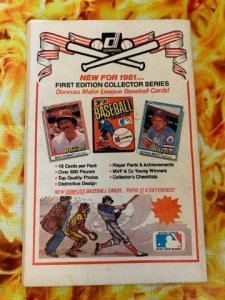 DONRUSS
NEW FOR 1981...
FIRST EDITION COLLECTOR SERIES
Donruss Major League Baseball Cards!
BASEBALL
• 18 Cards per Pack
• Over 600 Players
• Top Quality Photos
• Distinctive Design
• Player Facts & Achievements
• MVP & Cy Young Winners
• Collector's Checklists
NEW DONRUSS BASEBALL CARDS... THERE IS A DIFFERENCE!